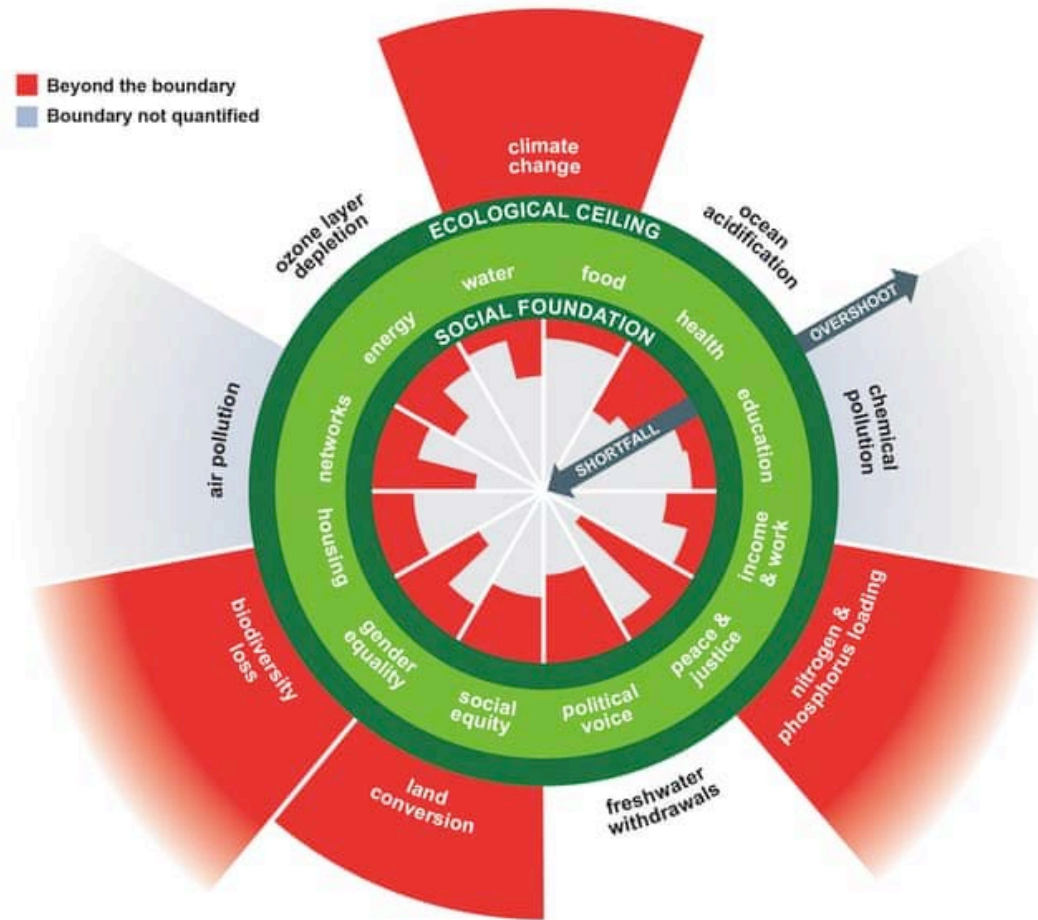 Beyond the boundary
Boundary not quantified
climate
change
ozone layer
depletion
ocean
acidification
ECOLOGICAL CEILING
water
food
energy
health
SOCIAL FOUNDATION
OVERSHOOT
SHORTFALL
networks
education
air pollution
chemical
pollution
housing
income
& work
gender
equality
peace &
justice
social
equity
political
voice
biodiversity
loss
nitrogen &
phosphorus loading
land
conversion
freshwater
withdrawals